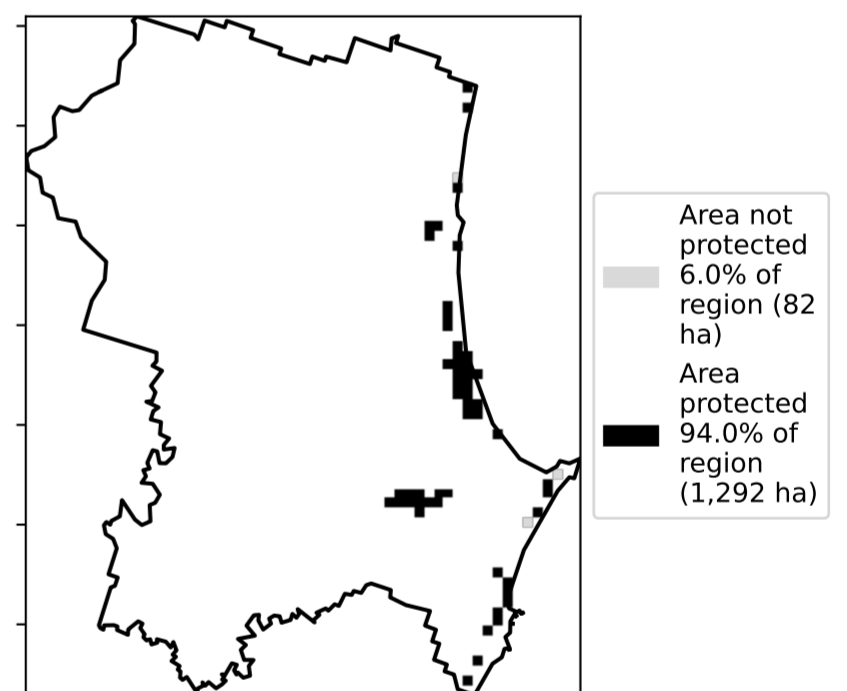 Area not
protected
6.0% of
region (82
ha)
Area
protected
94.0% of
region
(1,292 ha)